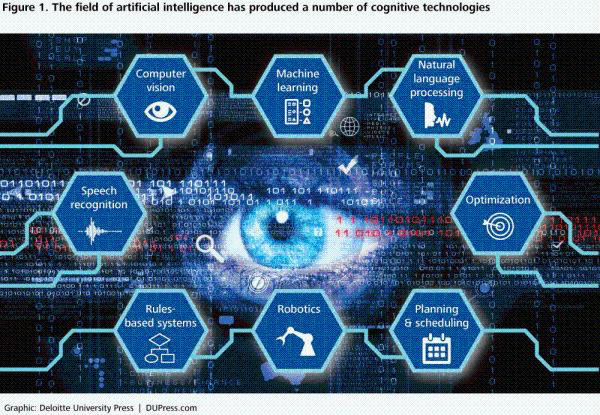 Figure 1. The field of artificial intelligence has produced a number of cognitive technologies
Computer
vision
Machine
learning
Natural
language
processing
Speech
recognition
Optimization
Rules-
based systems
Robotics
Planning
& scheduling
Graphic: Deloitte University Press | DUPress.com